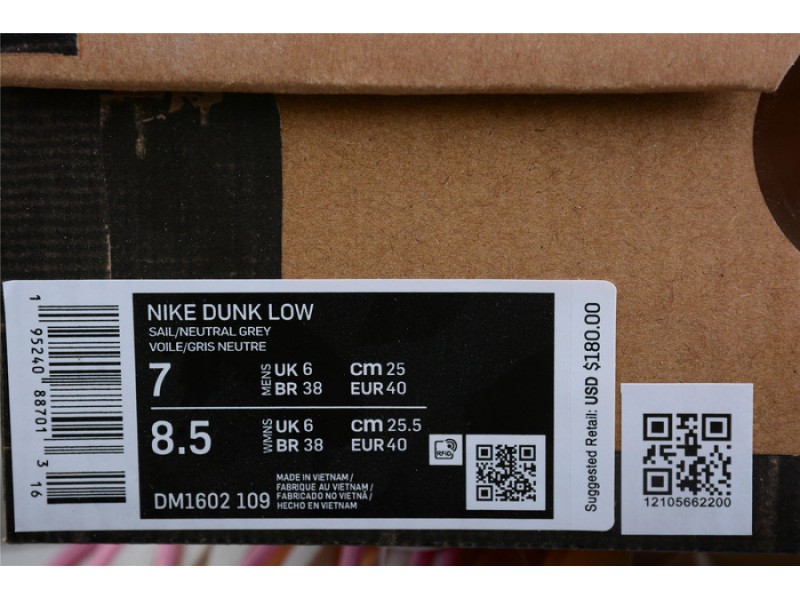 NIKE DUNK LOW
SAIL/NEUTRAL GREY
VOILE/GRIS NEUTRE
7
MENS
UK 6
BR 38
cm 25
EUR 40
8.5
WMNS
UK 6
BR 38
cm 25.5
EUR 40
RFID
DM1602 109
MADE IN VIETNAM /
FABRIQUE AU VIETNAM /
FABRICADO NO VIETNÃ /
HECHO EN VIETNAM
1 95240 88701 3 16
Suggested Retail: USD $180.00
12105662200